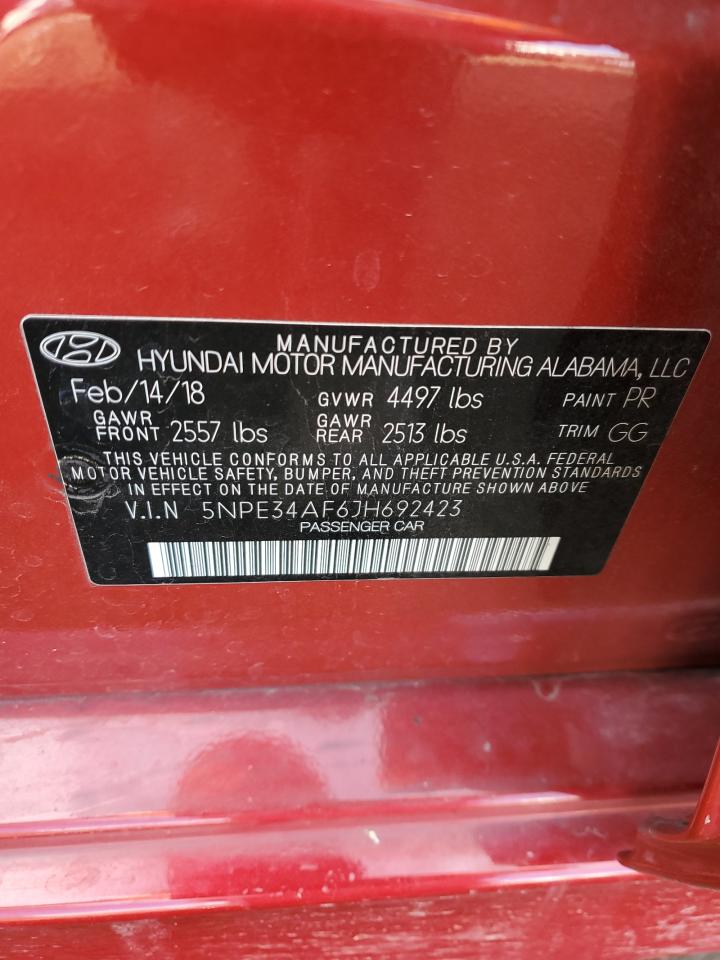 MANUFACTURED BY
HYUNDAI MOTOR MANUFACTURING ALABAMA, LLC
Feb/14/18 GVWR 4497 lbs PAINT PR
GAWR FRONT 2557 lbs GAWR REAR 2513 lbs TRIM GG
THIS VEHICLE CONFORMS TO ALL APPLICABLE U.S.A. FEDERAL
MOTOR VEHICLE SAFETY, BUMPER, AND THEFT PREVENTION STANDARDS
IN EFFECT ON THE DATE OF MANUFACTURE SHOWN ABOVE
V.I.N 5NPE34AF6JH692423
PASSENGER CAR